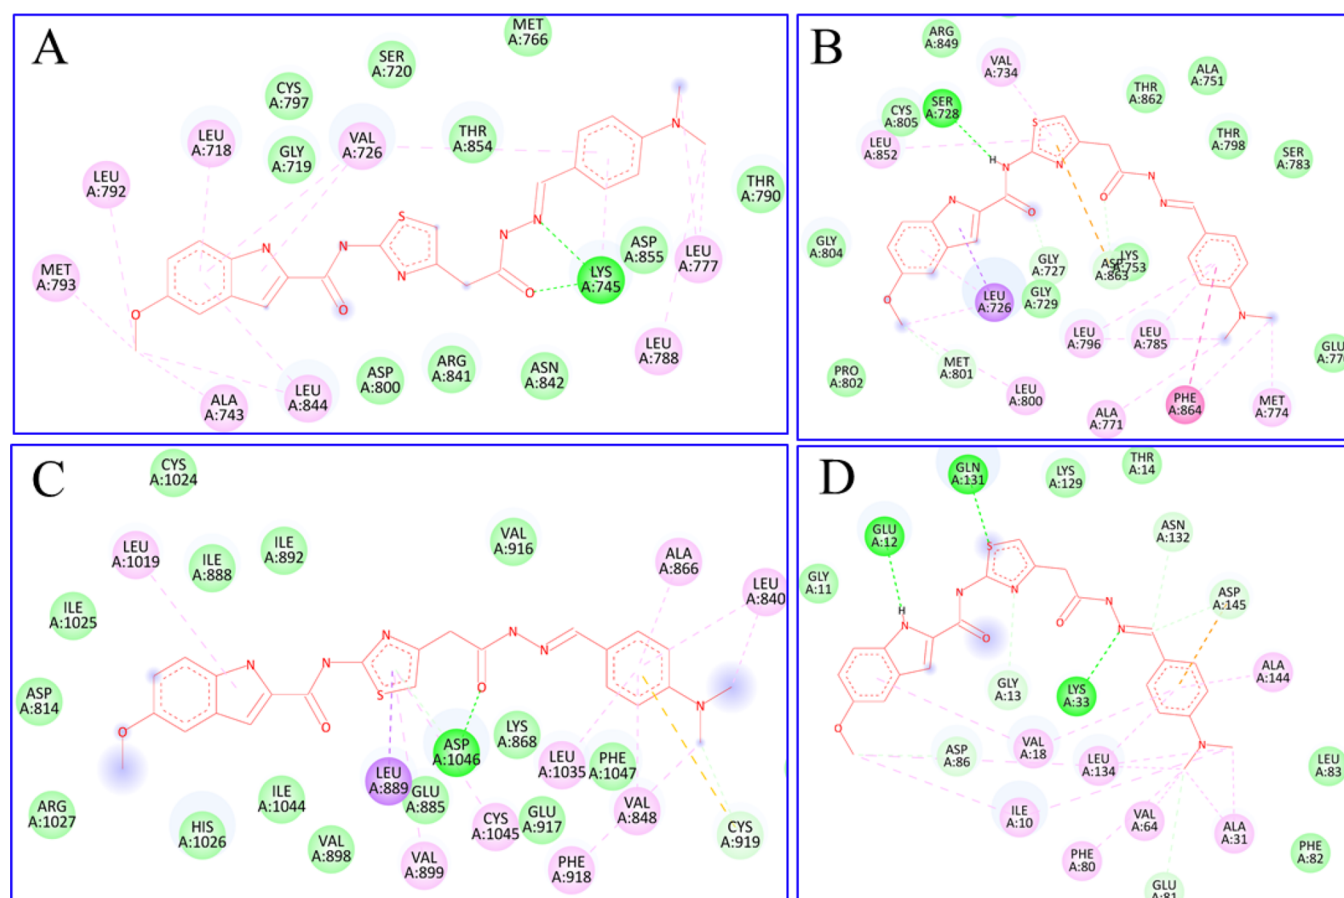 A
MET
A:766
SER
A:720
CYS
A:797
LEU
A:718
VAL
A:726
THR
A:854
GLY
A:719
LEU
A:792
THR
A:790
N
N
S
N
N
N
N
O
O
O
ASP
A:855
LEU
A:777
LYS
A:745
MET
A:793
LEU
A:788
ARG
A:841
ASN
A:842
ASP
A:800
LEU
A:844
ALA
A:743
B
ARG
A:849
VAL
A:734
ALA
A:751
THR
A:862
SER
A:728
CYS
A:805
THR
A:798
SER
A:783
LEU
A:852
S
H
N
N
N
N
N
N
O
O
O
GLY
A:804
GLY
A:727
LYS
A:753
ASP
A:863
GLY
A:729
LEU
A:726
LEU
A:796
LEU
A:785
MET
A:801
PRO
A:802
LEU
A:800
ALA
A:771
PHE
A:864
MET
A:774
C
CYS
A:1024
LEU
A:1019
ILE
A:888
ILE
A:892
VAL
A:916
ALA
A:866
LEU
A:840
ILE
A:1025
N
N
N
N
N
N
S
O
O
O
ASP
A:814
ASP
A:1046
LYS
A:868
LEU
A:1035
PHE
A:1047
LEU
A:889
GLU
A:885
ILE
A:1044
ARG
A:1027
HIS
A:1026
VAL
A:898
VAL
A:899
CYS
A:1045
GLU
A:917
VAL
A:848
PHE
A:918
CYS
A:919
D
GLN
A:131
LYS
A:129
THR
A:14
GLU
A:12
ASN
A:132
GLY
A:11
ASP
A:145
S
N
N
N
N
H
N
N
O
O
O
GLY
A:13
LYS
A:33
ALA
A:144
VAL
A:18
ASP
A:86
LEU
A:134
LEU
A:83
ILE
A:10
VAL
A:64
ALA
A:31
PHE
A:80
PHE
A:82
GLU
A:81